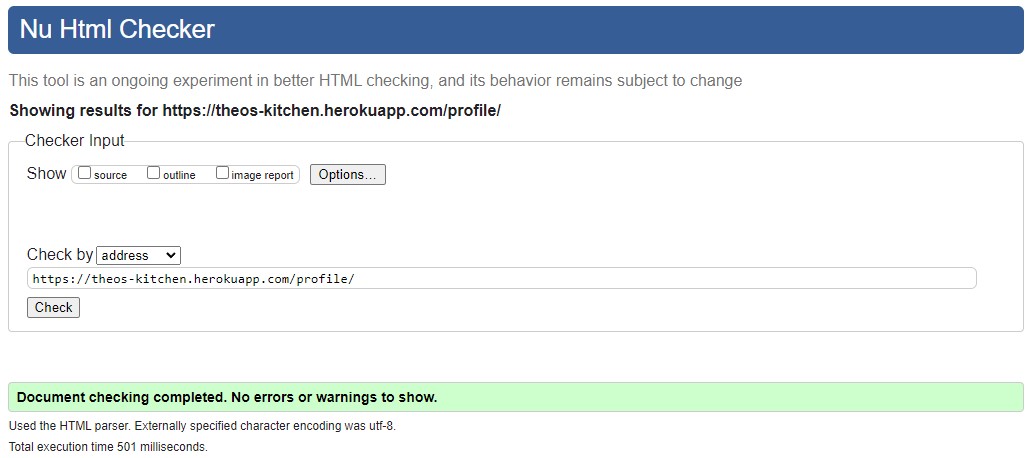 Nu Html Checker
This tool is an ongoing experiment in better HTML checking, and its behavior remains subject to change
Showing results for https://theos-kitchen.herokuapp.com/profile/
Checker Input
Show source outline image report Options...
Check by address
https://theos-kitchen.herokuapp.com/profile/
Check
Document checking completed. No errors or warnings to show.
Used the HTML parser. Externally specified character encoding was utf-8.
Total execution time 501 milliseconds.